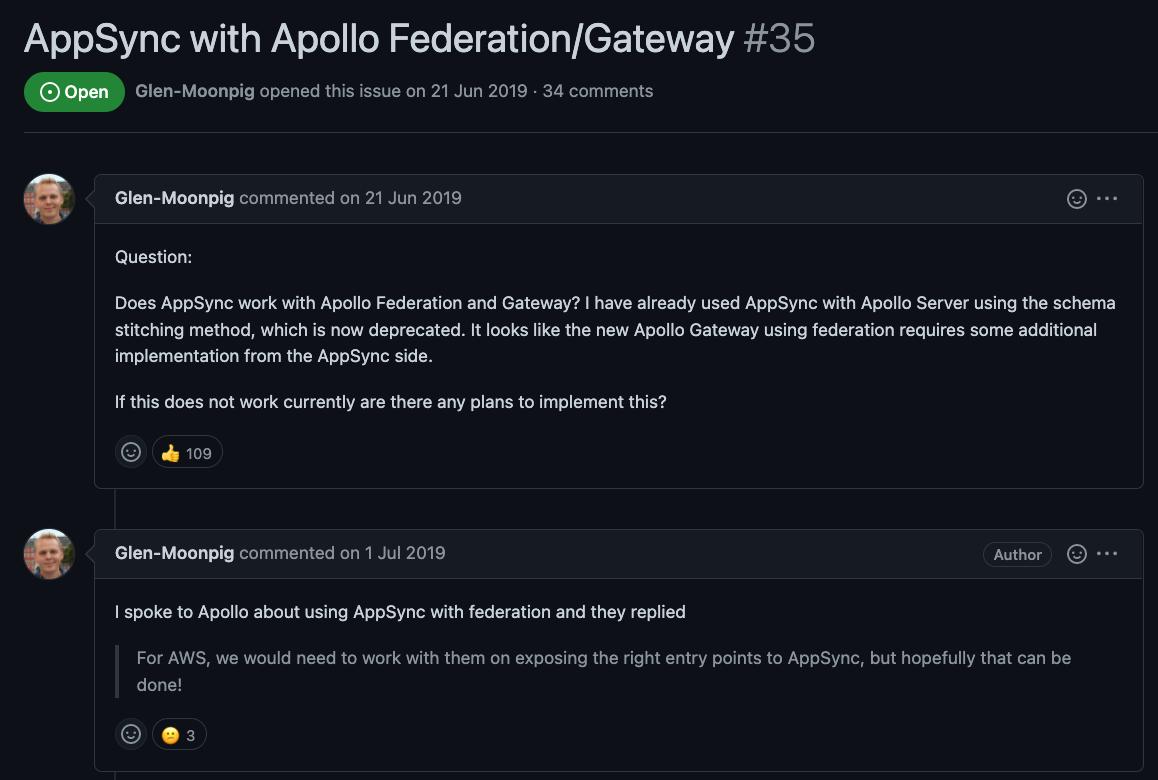 AppSync with Apollo Federation/Gateway #35
Open Glen-Moonpig opened this issue on 21 Jun 2019 · 34 comments
Glen-Moonpig commented on 21 Jun 2019
Question:
Does AppSync work with Apollo Federation and Gateway? I have already used AppSync with Apollo Server using the schema
stitching method, which is now deprecated. It looks like the new Apollo Gateway using federation requires some additional
implementation from the AppSync side.
If this does not work currently are there any plans to implement this?
👍 109
Glen-Moonpig commented on 1 Jul 2019 Author
I spoke to Apollo about using AppSync with federation and they replied
For AWS, we would need to work with them on exposing the right entry points to AppSync, but hopefully that can be
done!
😕 3